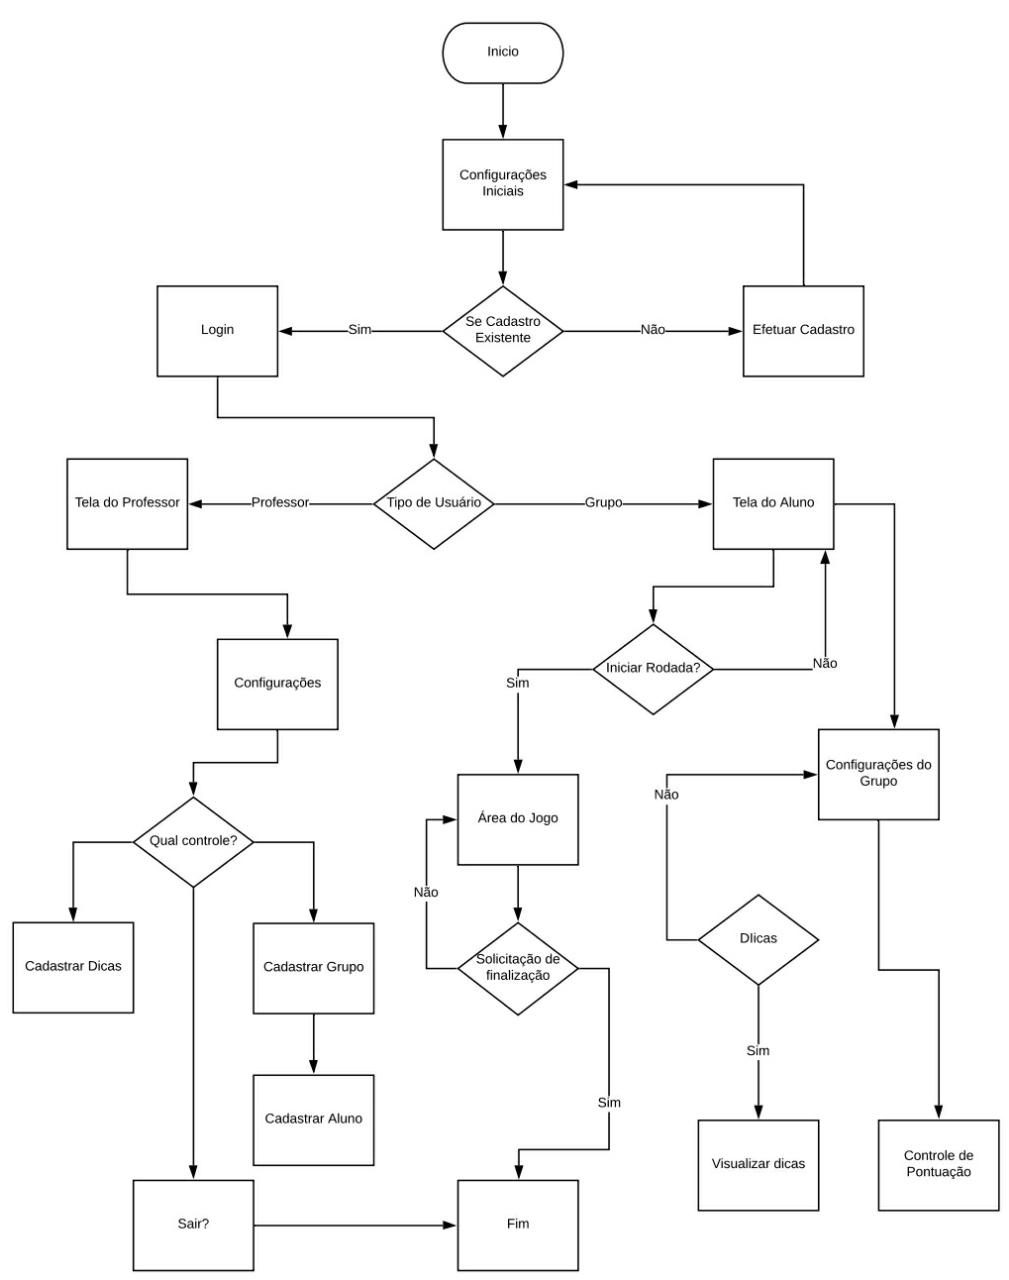 Inicio
Configurações
Iniciais
Se Cadastro
Existente
Sim
Não
Login
Efetuar Cadastro
Tela do Professor
Professor
Tipo de Usuário
Grupo
Tela do Aluno
Iniciar Rodada?
Não
Sim
Configurações
Configurações do
Grupo
Não
Área do Jogo
Qual controle?
Não
Cadastrar Dicas
Cadastrar Grupo
Solicitação de
finalização
DIicas
Sim
Sim
Cadastrar Aluno
Visualizar dicas
Controle de
Pontuação
Sair?
Fim